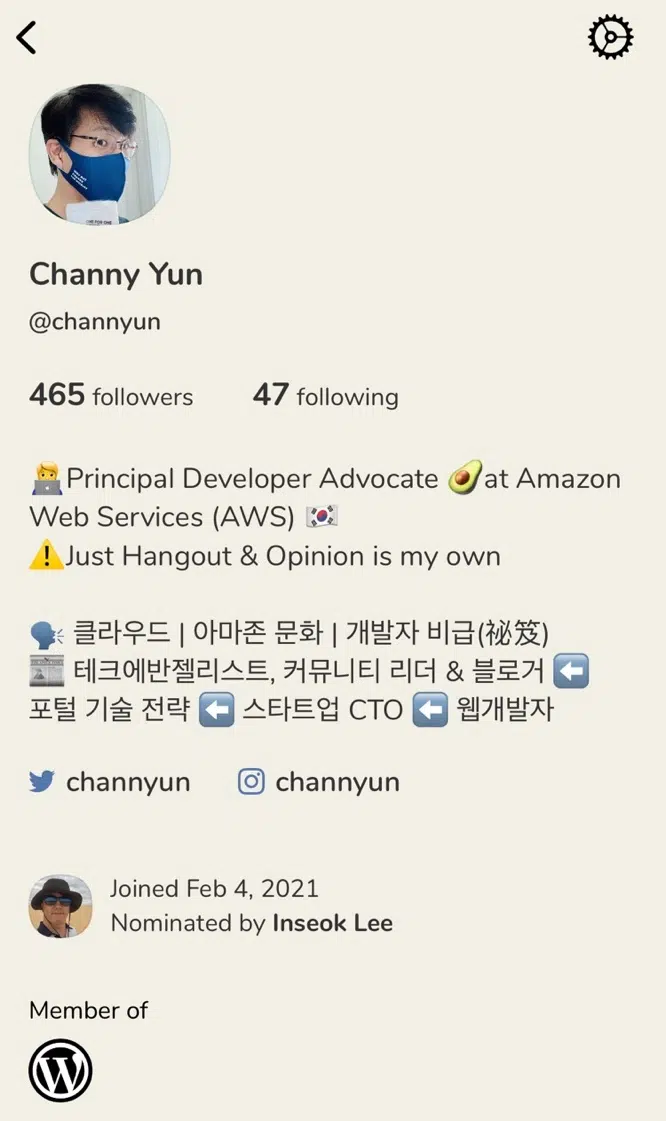 Channy Yun
@channyun
465 followers 47 following
👨‍💻Principal Developer Advocate 🥑at Amazon
Web Services (AWS) 🇰🇷
⚠️Just Hangout & Opinion is my own
🗣 클라우드 | 아마존 문화 | 개발자 비급(祕笈)
📰 테크에반젤리스트, 커뮤니티 리더 & 블로거 ⬅️
포털 기술 전략 ⬅️ 스타트업 CTO ⬅️ 웹개발자
channyun channyun
Joined Feb 4, 2021
Nominated by Inseok Lee
Member of